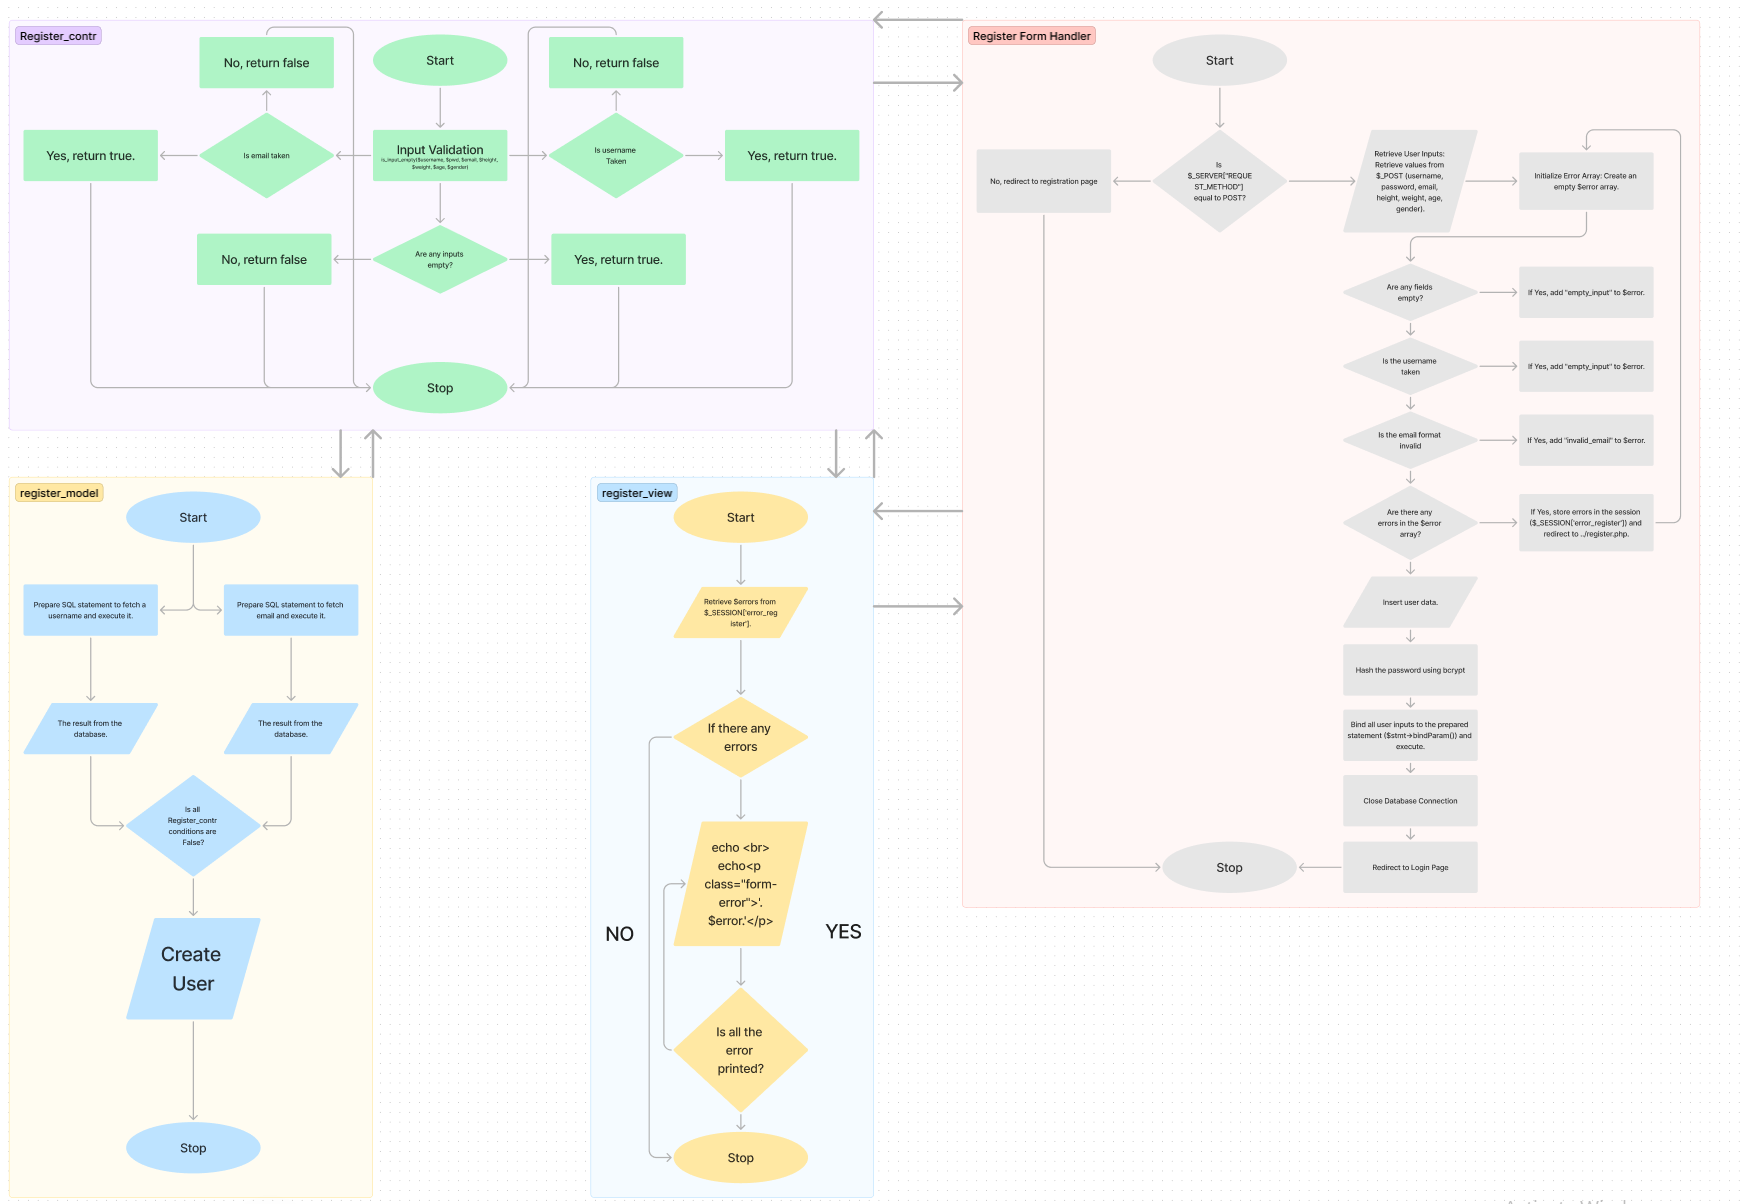 Register_contr
No, return false
Start
No, return false
Yes, return true.
Is email taken
Input Validation
is_input_empty($username, $pwd, $email, $height,
$weight, $age, $gender)
Is username
Taken
Yes, return true.
No, return false
Are any inputs
empty?
Yes, return true.
Stop
Register Form Handler
Start
No, redirect to registration page
Is
$_SERVER["REQUE
ST_METHOD"]
equal to POST?
Retrieve User Inputs:
Retrieve values from
$_POST (username,
password, email,
height, weight, age,
gender).
Initialize Error Array: Create an
empty $error array.
Are any fields
empty?
If Yes, add "empty_input" to $error.
Is the username
taken
If Yes, add "empty_input" to $error.
Is the email format
invalid
If Yes, add "invalid_email" to $error.
Are there any
errors in the $error
array?
If Yes, store errors in the session
($_SESSION['error_register']) and
redirect to ../register.php.
Insert user data.
Hash the password using bcrypt
Bind all user inputs to the prepared
statement ($stmt->bindParam()) and
execute.
Close Database Connection
Redirect to Login Page
Stop
register_model
Start
Prepare SQL statement to fetch a
username and execute it.
Prepare SQL statement to fetch
email and execute it.
The result from the
database.
The result from the
database.
Is all
Register_contr
conditions are
False?
Create
User
Stop
register_view
Start
Retrieve $errors from
$_SESSION['error_reg
ister'].
If there any
errors
echo <br>
echo<p
class="form-
error">'.
$error.'</p>
NO
YES
Is all the
error
printed?
Stop